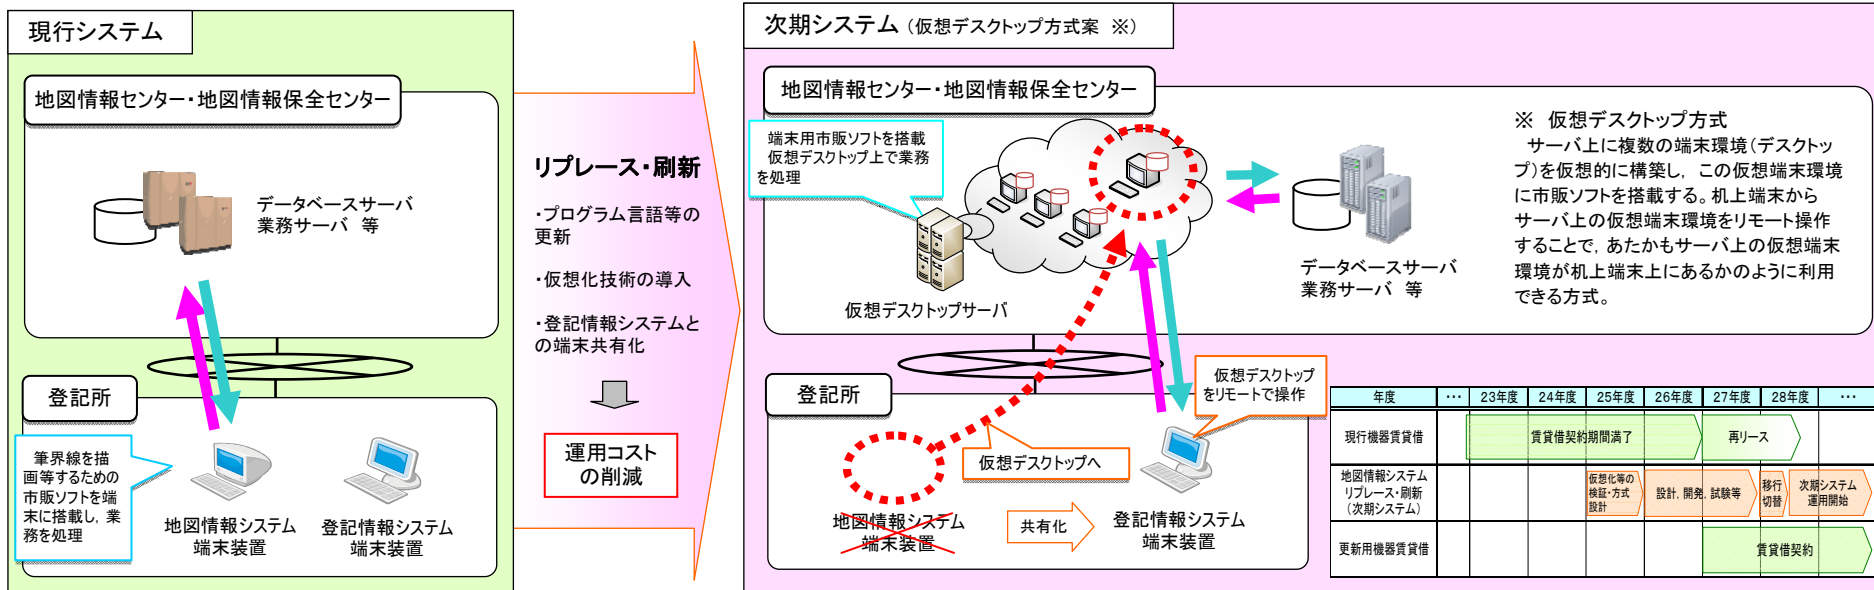 現行システム
地図情報センター・地図情報保全センター
データベースサーバ
業務サーバ 等
登記所
筆界線を描
画等するための
市販ソフトを端
末に搭載し，業
務を処理
地図情報システム
端末装置
登記情報システム
端末装置
リプレース・刷新
・プログラム言語等の
更新
・仮想化技術の導入
・登記情報システムと
の端末共有化
運用コスト
の削減
次期システム（仮想デスクトップ方式案 ※）
地図情報センター・地図情報保全センター
端末用市販ソフトを搭載
仮想デスクトップ上で業務
を処理
仮想デスクトップサーバ
データベースサーバ
業務サーバ 等
※ 仮想デスクトップ方式
サーバ上に複数の端末環境（デスクトッ
プ）を仮想的に構築し，この仮想端末環境
に市販ソフトを搭載する。机上端末から
サーバ上の仮想端末環境をリモート操作
することで，あたかもサーバ上の仮想端末
環境が机上端末上にあるかのように利用
できる方式。
登記所
仮想デスクトップ
をリモートで操作
仮想デスクトップへ
地図情報システム
端末装置
共有化
登記情報システム
端末装置
年度 … 23年度 24年度 25年度 26年度 27年度 28年度 …
現行機器賃貸借 賃貸借契約期間満了 再リース
地図情報システム
リプレース・刷新
（次期システム）
仮想化等の
検証・方式
設計
設計，開発，試験等
移行
切替
次期システム
運用開始
更新用機器賃貸借 賃貸借契約